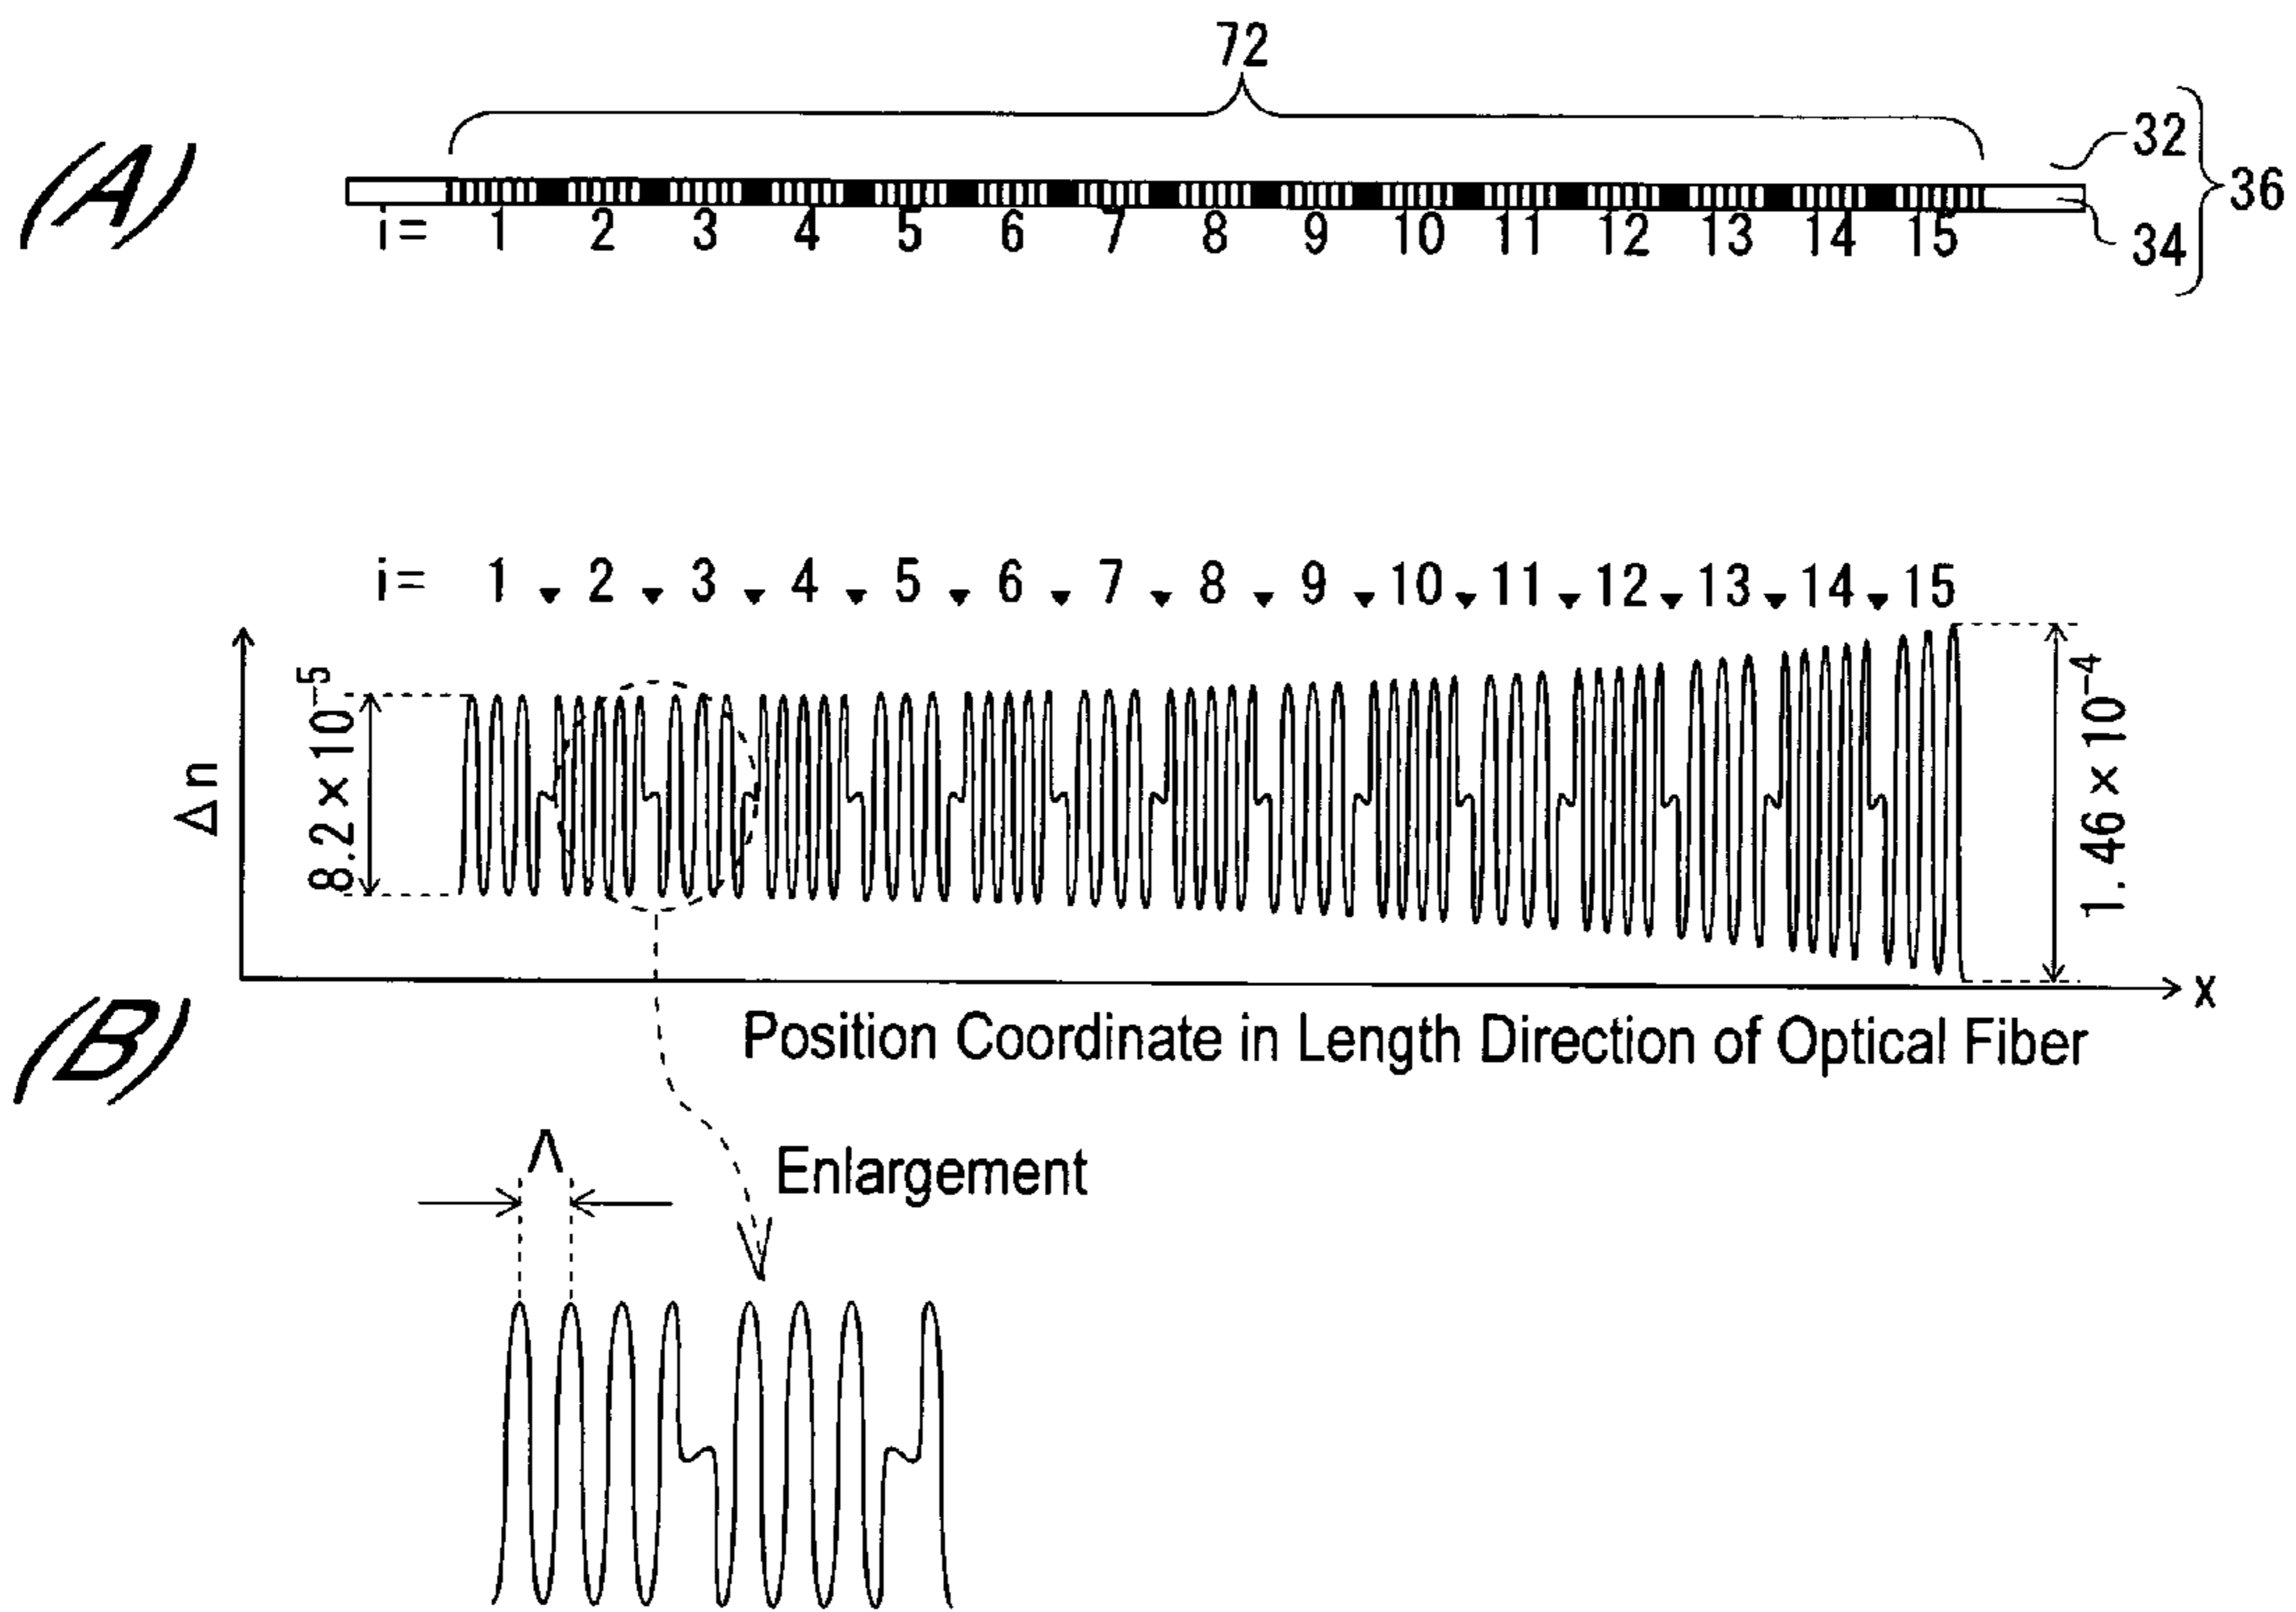 72
(A)
32
36
34
i= 1 2 3 4 5 6 7 8 9 10 11 12 13 14 15
i= 1 ▼ 2 ▼ 3 ▼ 4 ▼ 5 ▼ 6 ▼ 7 ▼ 8 ▼ 9 ▼ 10 ▼ 11 ▼ 12 ▼ 13 ▼ 14 ▼ 15
Δn
8.2×10⁻⁵
1.46×10⁻⁴
x
Position Coordinate in Length Direction of Optical Fiber
(B)
Λ
Enlargement